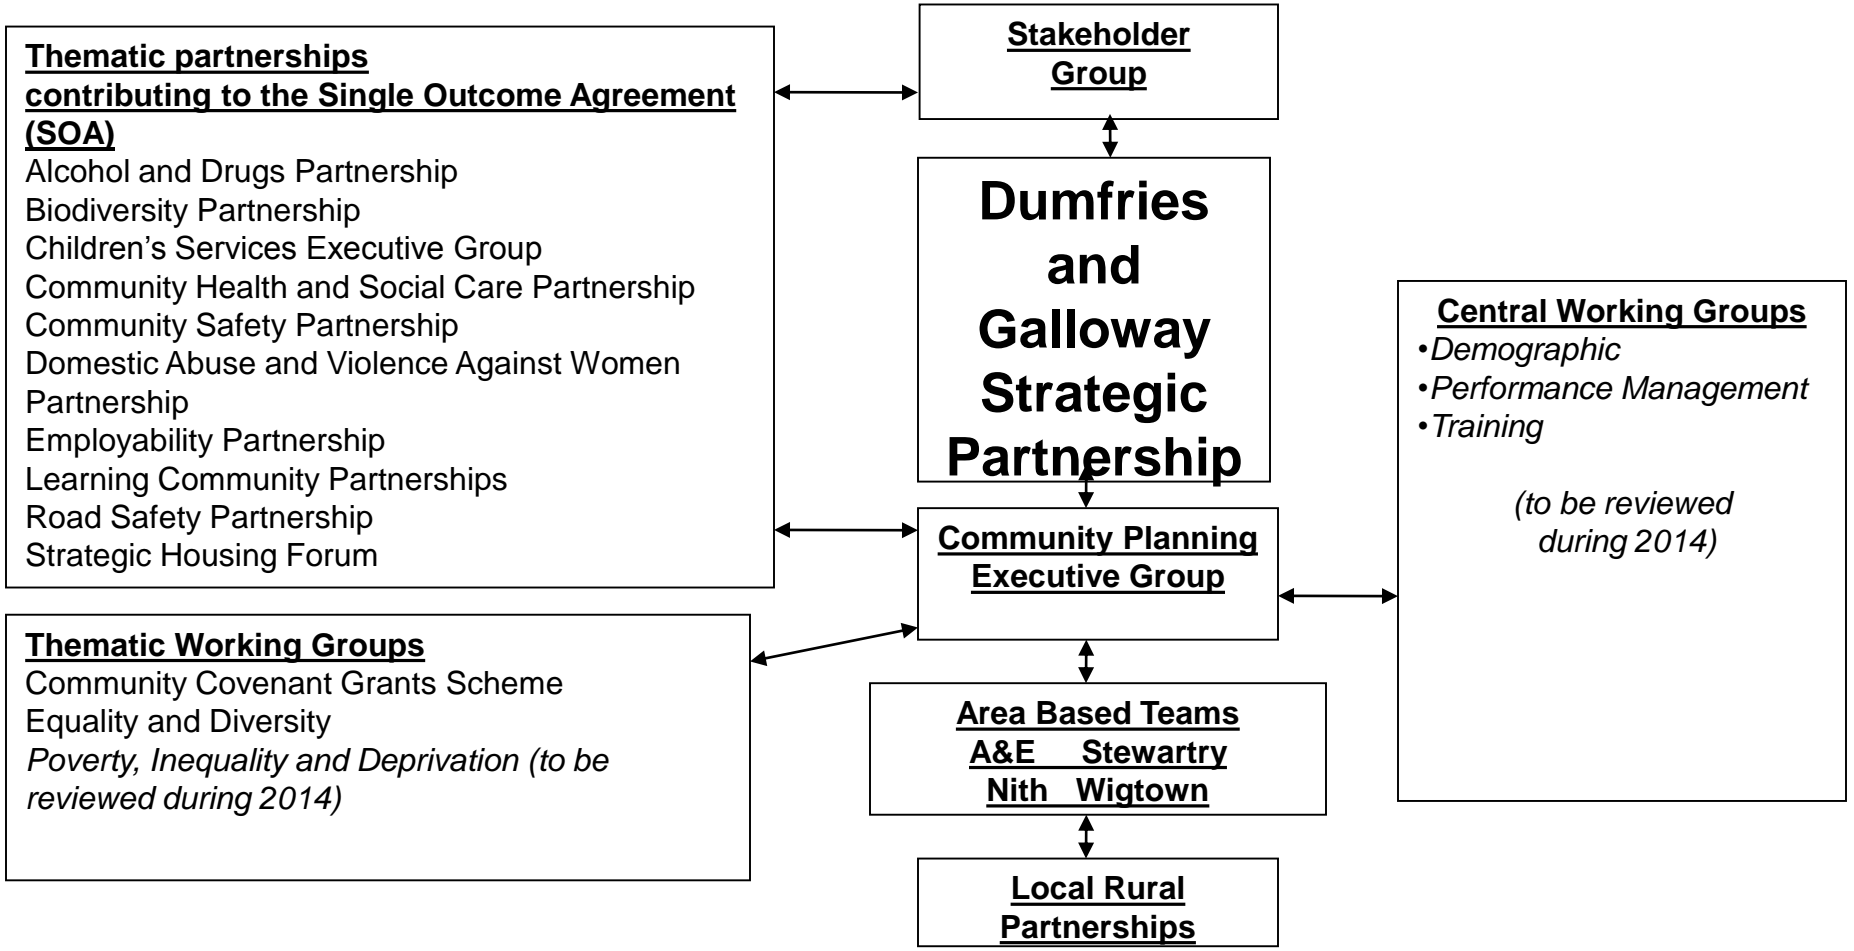 Thematic partnerships
contributing to the Single Outcome Agreement
(SOA)
Alcohol and Drugs Partnership
Biodiversity Partnership
Children’s Services Executive Group
Community Health and Social Care Partnership
Community Safety Partnership
Domestic Abuse and Violence Against Women
Partnership
Employability Partnership
Learning Community Partnerships
Road Safety Partnership
Strategic Housing Forum
Thematic Working Groups
Community Covenant Grants Scheme
Equality and Diversity
Poverty, Inequality and Deprivation (to be
reviewed during 2014)
Stakeholder
Group
Dumfries
and
Galloway
Strategic
Partnership
Community Planning
Executive Group
Area Based Teams
A&E Stewartry
Nith Wigtown
Local Rural
Partnerships
Central Working Groups
•Demographic
•Performance Management
•Training
(to be reviewed
during 2014)